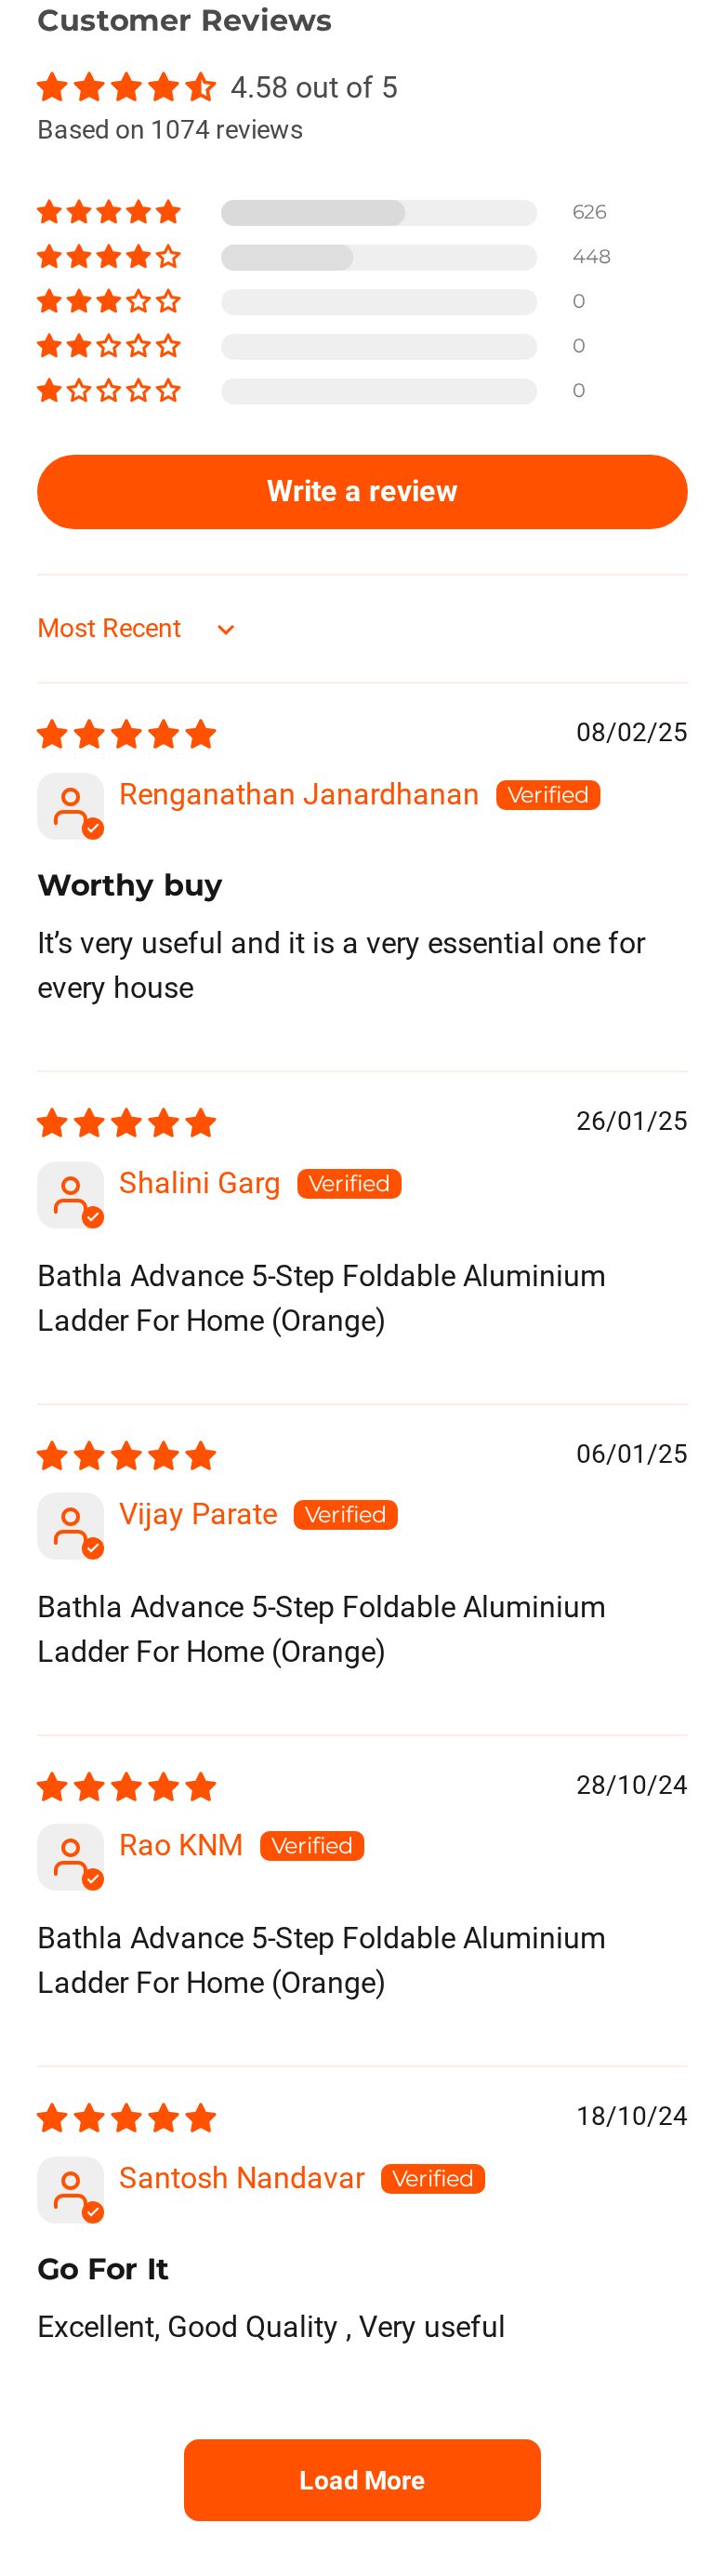 Customer Reviews
4.58 out of 5
Based on 1074 reviews
626
448
0
0
0
Write a review
Most Recent
08/02/25
Renganathan Janardhanan Verified
Worthy buy
It’s very useful and it is a very essential one for
every house
26/01/25
Shalini Garg Verified
Bathla Advance 5-Step Foldable Aluminium
Ladder For Home (Orange)
06/01/25
Vijay Parate Verified
Bathla Advance 5-Step Foldable Aluminium
Ladder For Home (Orange)
28/10/24
Rao KNM Verified
Bathla Advance 5-Step Foldable Aluminium
Ladder For Home (Orange)
18/10/24
Santosh Nandavar Verified
Go For It
Excellent, Good Quality , Very useful
Load More